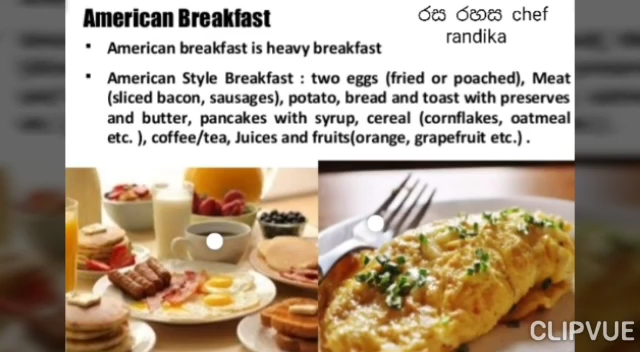 American Breakfast
රස රහස chef
randika
▪ American breakfast is heavy breakfast
▪ American Style Breakfast : two eggs (fried or poached), Meat
(sliced bacon, sausages), potato, bread and toast with preserves
and butter, pancakes with syrup, cereal (cornflakes, oatmeal
etc. ), coffee/tea, Juices and fruits(orange, grapefruit etc.) .
CLIPVUE